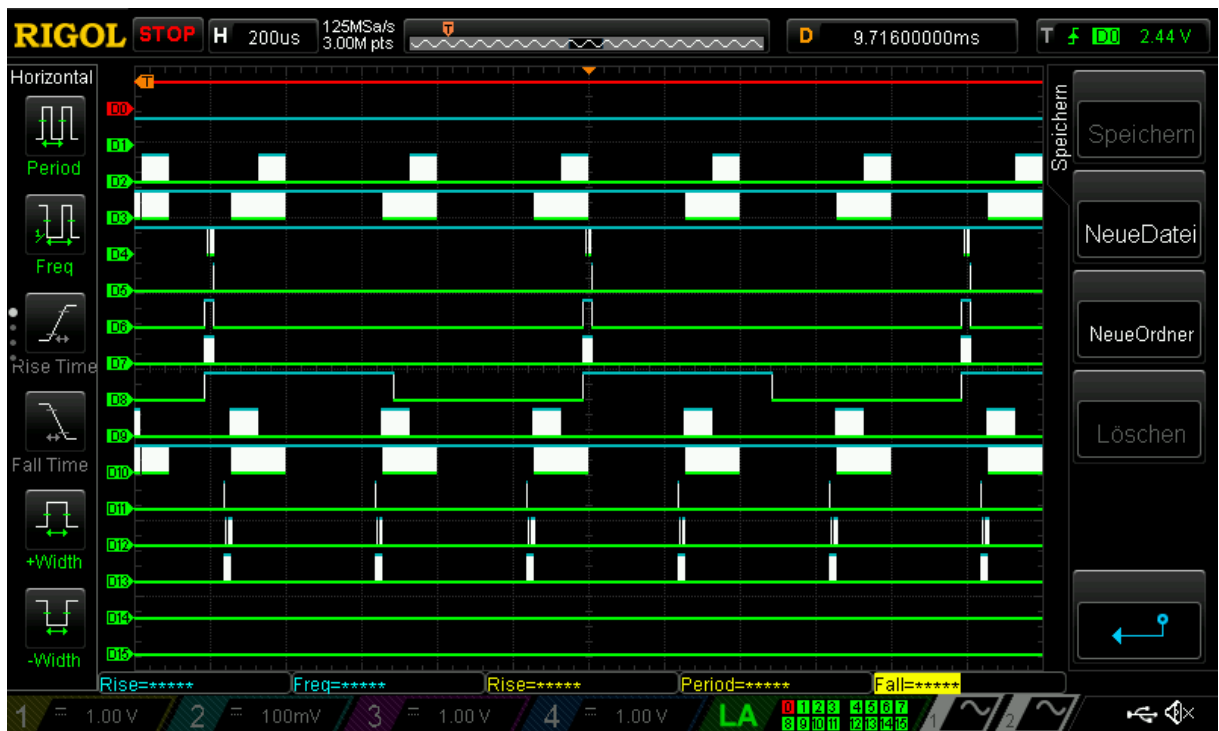 RIGOL STOP H 200us 125MSa/s 3.00M pts T D 9.71600000ms T D0 2.44 V
Horizontal
Period
Freq
Rise Time
Fall Time
+Width
-Width
T
D0
D1
D2
D3
D4
D5
D6
D7
D8
D9
D10
D11
D12
D13
D14
D15
Speichern
Speichern
NeueDatei
NeueOrdner
Löschen
Rise=***** Freq=***** Rise=***** Period=***** Fall=*****
1 = 1.00 V 2 = 100mV 3 = 1.00 V 4 = 1.00 V LA 0 1 2 3 4 5 6 7 1 2
8 9 10 11 12 13 14 15